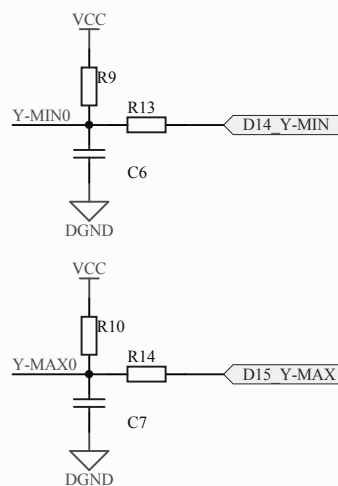 VCC
R9
Y-MIN0
R13
D14_Y-MIN
C6
DGND
VCC
R10
Y-MAX0
R14
D15_Y-MAX
C7
DGND